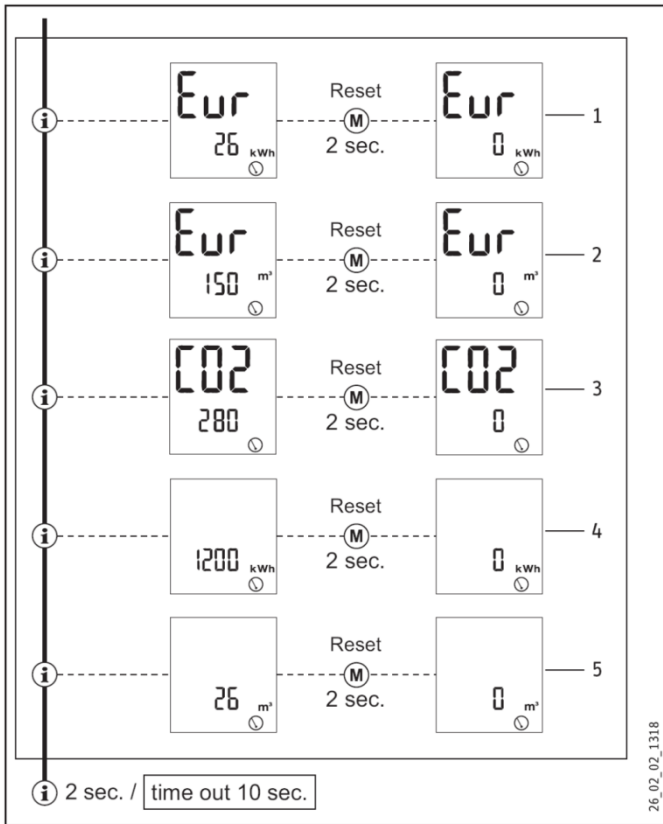 Eur
26 kWh
Reset
M
2 sec.
Eur
0 kWh
1
i
Eur
150 m³
Reset
M
2 sec.
Eur
0 m³
2
i
CO2
280
Reset
M
2 sec.
CO2
0
3
i
1200 kWh
Reset
M
2 sec.
0 kWh
4
i
26 m³
Reset
M
2 sec.
0 m³
5
i
i 2 sec. / time out 10 sec.
26_02_02_1318